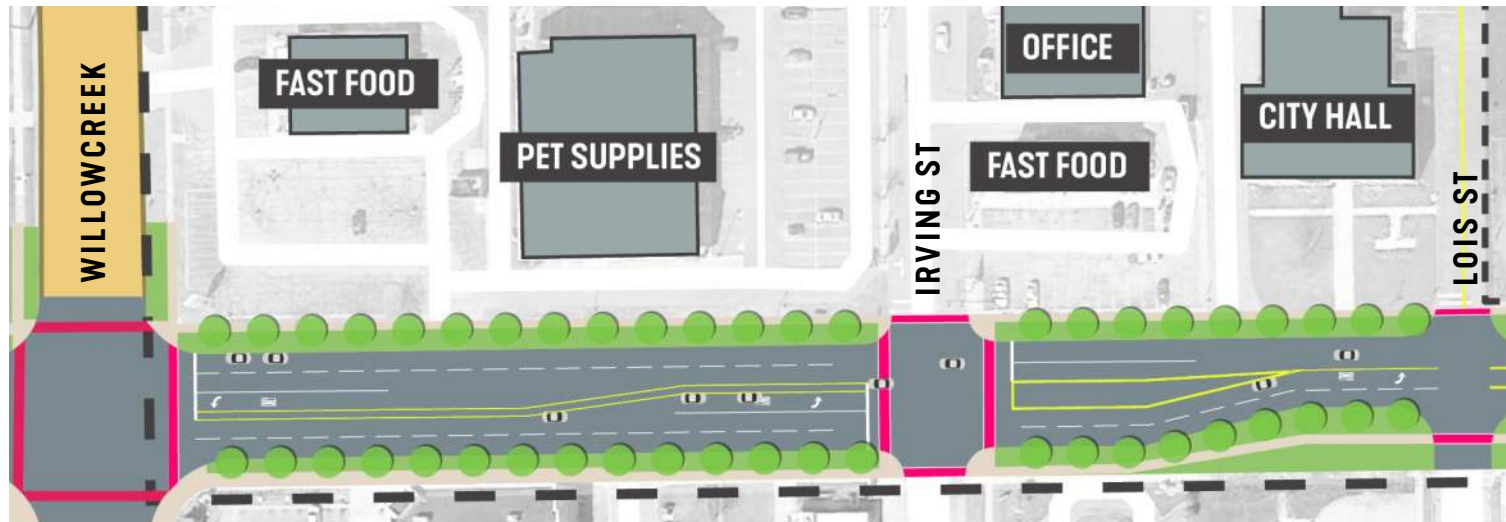 WILLOWCREEK
FAST FOOD
PET SUPPLIES
IRVING ST
OFFICE
FAST FOOD
CITY HALL
LOIS ST